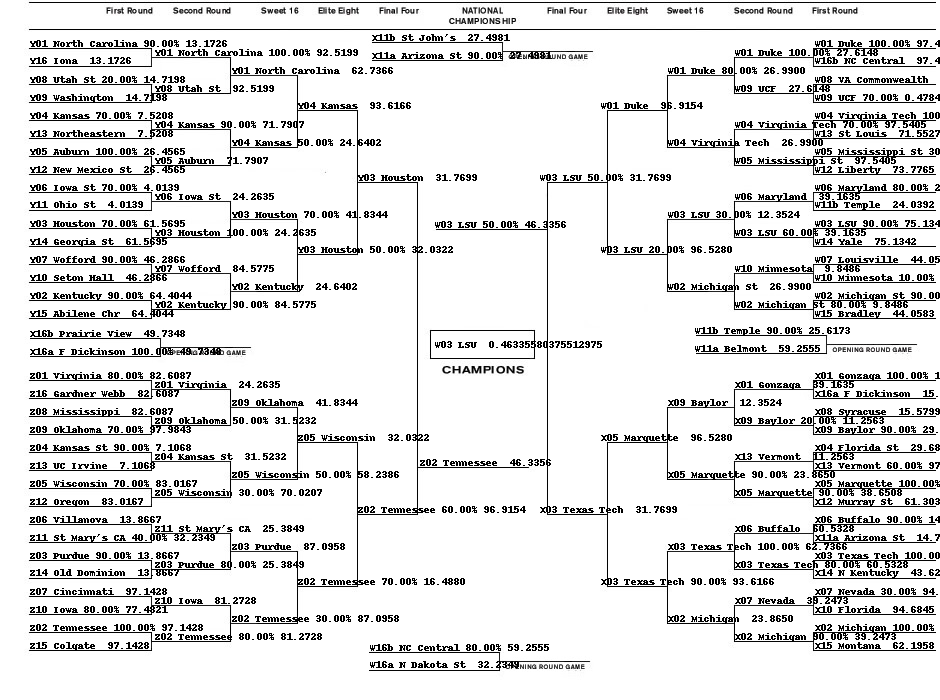 First Round Second Round Sweet 16 Elite Eight Final Four NATIONAL CHAMPIONSHIP Final Four Elite Eight Sweet 16 Second Round First Round
X11b St John's 27.4981
X11a Arizona St 90.00% 27.4981
OPENING ROUND GAME
Y01 North Carolina 90.00% 13.1726
Y16 Iona 13.1726
Y08 Utah St 20.00% 14.7198
Y09 Washington 14.7198
Y04 Kansas 70.00% 7.5208
Y13 Northeastern 7.5208
Y05 Auburn 100.00% 26.4565
Y12 New Mexico St 26.4565
Y06 Iowa St 70.00% 4.0139
Y11 Ohio St 4.0139
Y03 Houston 70.00% 61.5695
Y14 Georgia St 61.5695
Y07 Wofford 90.00% 46.2866
Y10 Seton Hall 46.2866
Y02 Kentucky 90.00% 64.4044
Y15 Abilene Chr 64.4044
Y01 North Carolina 100.00% 92.5199
Y08 Utah St 92.5199
Y04 Kansas 90.00% 71.7907
Y05 Auburn 71.7907
Y06 Iowa St 24.2635
Y03 Houston 100.00% 24.2635
Y07 Wofford 84.5775
Y02 Kentucky 90.00% 84.5775
Y01 North Carolina 62.7366
Y04 Kansas 50.00% 24.6402
Y03 Houston 70.00% 41.8344
Y02 Kentucky 24.6402
Y04 Kansas 93.6166
Y03 Houston 50.00% 32.0322
Y03 Houston 31.7699
X16b Prairie View 49.7348
X16a F Dickinson 100.00% 49.7348
OPENING ROUND GAME
Z01 Virginia 80.00% 82.6087
Z16 Gardner Webb 82.6087
Z08 Mississippi 82.6087
Z09 Oklahoma 70.00% 97.9843
Z04 Kansas St 90.00% 7.1068
Z13 UC Irvine 7.1068
Z05 Wisconsin 70.00% 83.0167
Z12 Oregon 83.0167
Z06 Villanova 13.8667
Z11 St Mary's CA 40.00% 32.2349
Z03 Purdue 90.00% 13.8667
Z14 Old Dominion 13.8667
Z07 Cincinnati 97.1428
Z10 Iowa 80.00% 77.4821
Z02 Tennessee 100.00% 97.1428
Z15 Colgate 97.1428
Z01 Virginia 24.2635
Z09 Oklahoma 50.00% 31.5232
Z04 Kansas St 31.5232
Z05 Wisconsin 30.00% 70.0207
Z11 St Mary's CA 25.3849
Z03 Purdue 80.00% 25.3849
Z10 Iowa 81.2728
Z02 Tennessee 80.00% 81.2728
Z09 Oklahoma 41.8344
Z05 Wisconsin 50.00% 58.2386
Z03 Purdue 87.0958
Z02 Tennessee 30.00% 87.0958
Z05 Wisconsin 32.0322
Z02 Tennessee 70.00% 16.4880
Z02 Tennessee 60.00% 96.9154
W03 LSU 50.00% 46.3356
W03 LSU 0.46335580375512975
CHAMPIONS
Z02 Tennessee 46.3356
W16b NC Central 80.00% 59.2555
W16a N Dakota St 32.2349
OPENING ROUND GAME
W03 LSU 50.00% 31.7699
W01 Duke 96.9154
W03 LSU 20.00% 96.5280
W01 Duke 80.00% 26.9900
W04 Virginia Tech 26.9900
W03 LSU 30.00% 12.3524
W02 Michigan St 26.9900
W01 Duke 100.00% 27.6148
W09 UCF 27.6148
W04 Virginia Tech 70.00% 97.5405
W05 Mississippi St 97.5405
W06 Maryland 39.1635
W03 LSU 60.00% 39.1635
W10 Minnesota 9.8486
W02 Michigan St 80.00% 9.8486
W01 Duke 100.00% 97.4
W16b NC Central 97.4
W08 VA Commonwealth
W09 UCF 70.00% 0.4784
W04 Virginia Tech 100
W13 St Louis 71.5527
W05 Mississippi St 30
W12 Liberty 73.7765
W06 Maryland 80.00% 2
W11b Temple 24.0392
W03 LSU 90.00% 75.134
W14 Yale 75.1342
W07 Louisville 44.05
W10 Minnesota 10.00%
W02 Michigan St 90.00
W15 Bradley 44.0583
W11b Temple 90.00% 25.6173
W11a Belmont 59.2555
OPENING ROUND GAME
X03 Texas Tech 31.7699
X05 Marquette 96.5280
X03 Texas Tech 90.00% 93.6166
X09 Baylor 12.3524
X05 Marquette 90.00% 23.8650
X03 Texas Tech 100.00% 62.7366
X02 Michigan 23.8650
X01 Gonzaga 39.1635
X09 Baylor 20.00% 11.2563
X13 Vermont 11.2563
X05 Marquette 90.00% 38.6508
X06 Buffalo 60.5328
X03 Texas Tech 80.00% 60.5328
X07 Nevada 39.2473
X02 Michigan 90.00% 39.2473
X01 Gonzaga 100.00% 1
X16a F Dickinson 15.
X08 Syracuse 15.5799
X09 Baylor 90.00% 29.
X04 Florida St 29.68
X13 Vermont 60.00% 97
X05 Marquette 100.00%
X12 Murray St 61.303
X06 Buffalo 90.00% 14
X11a Arizona St 14.7
X03 Texas Tech 100.00
X14 N Kentucky 43.62
X07 Nevada 30.00% 94.
X10 Florida 94.6845
X02 Michigan 100.00%
X15 Montana 62.1958